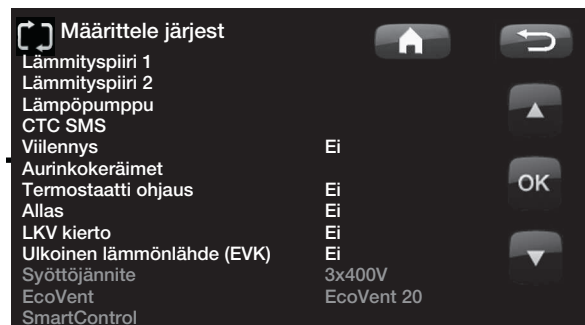 Määrittele järjest
Lämmityspiiri 1
Lämmityspiiri 2
Lämpöpumppu
CTC SMS
Viilennys Ei
Aurinkokeräimet
Termostaatti ohjaus Ei
Allas Ei
LKV kierto Ei
Ulkoinen lämmönlähde (EVK) Ei
Syöttöjännite 3x400V
EcoVent EcoVent 20
SmartControl
OK